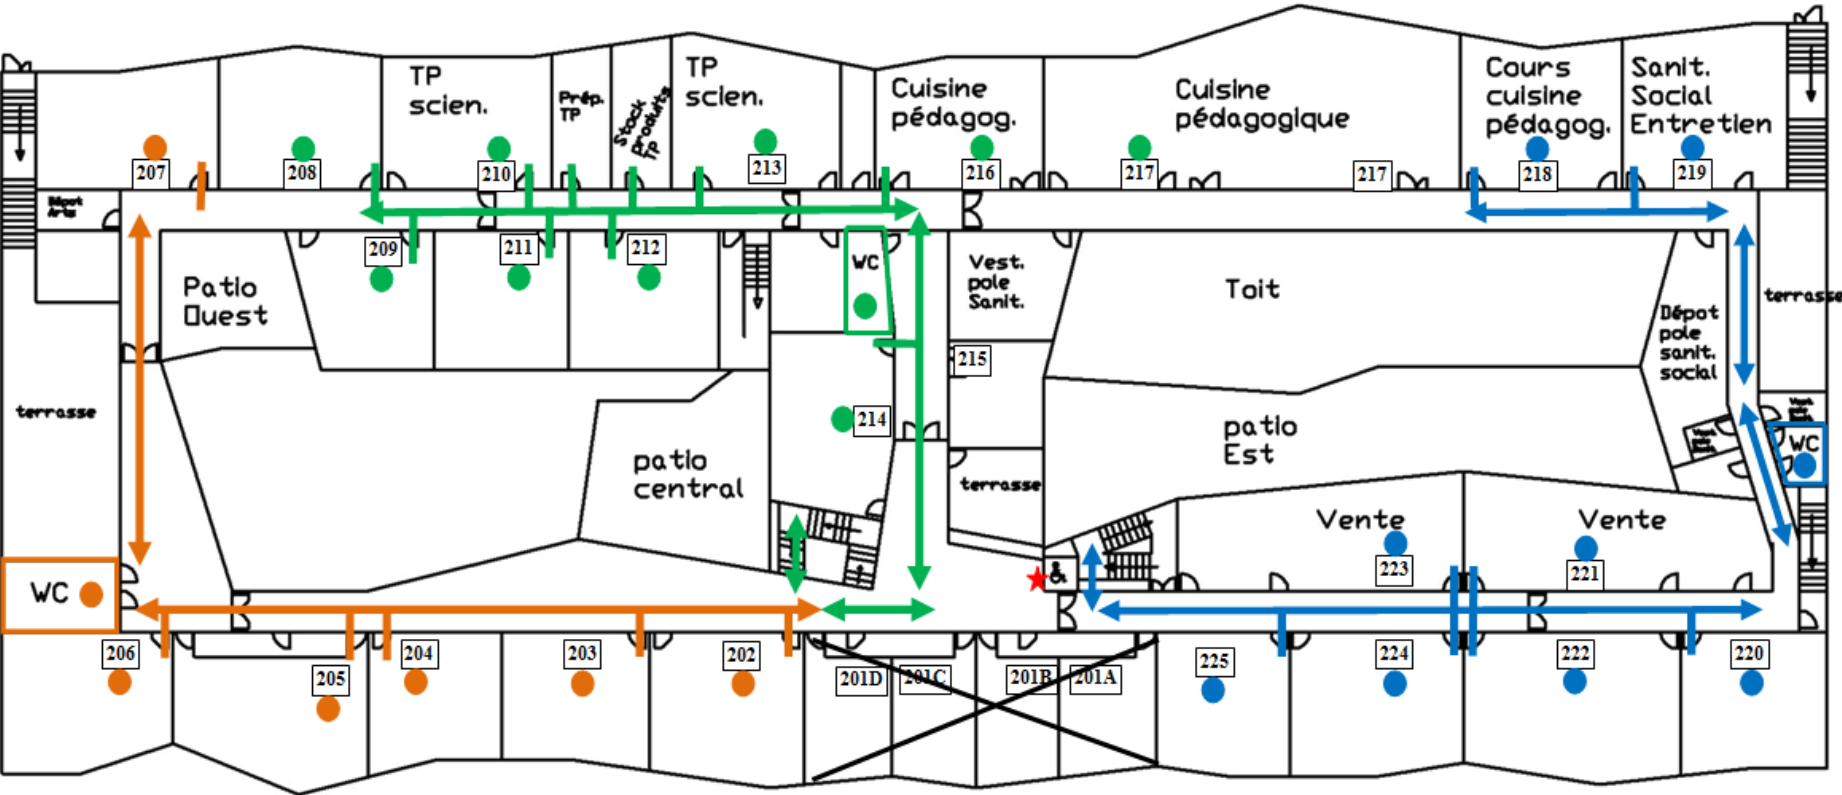 TP
scien.
Prép.
TP
Stock
Produits
TP
TP
scien.
Cuisine
pédagog.
Cuisine
pédagogique
Cours
cuisine
pédagog.
Sanit.
Social
Entretien
207
208
210
213
216
217
217
218
219
Dépot
Arts
209
211
212
WC
Vest.
pole
Sanit.
Toit
terrasse
Patio
Ouest
Dépot
pole
sanit.
social
215
terrasse
214
patio
central
patio
Est
WC
terrasse
Vente
Vente
223
221
WC
206
205
204
203
202
201D
201C
201B
201A
225
224
222
220